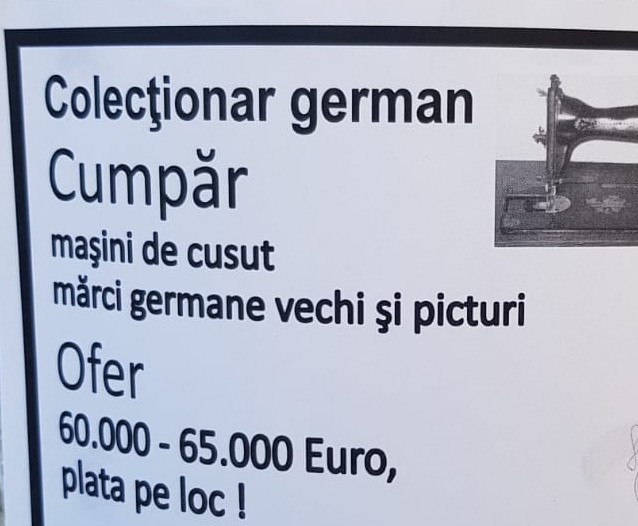 Colecţionar german
Cumpăr
maşini de cusut
mărci germane vechi şi picturi
Ofer
60.000 - 65.000 Euro,
plata pe loc !